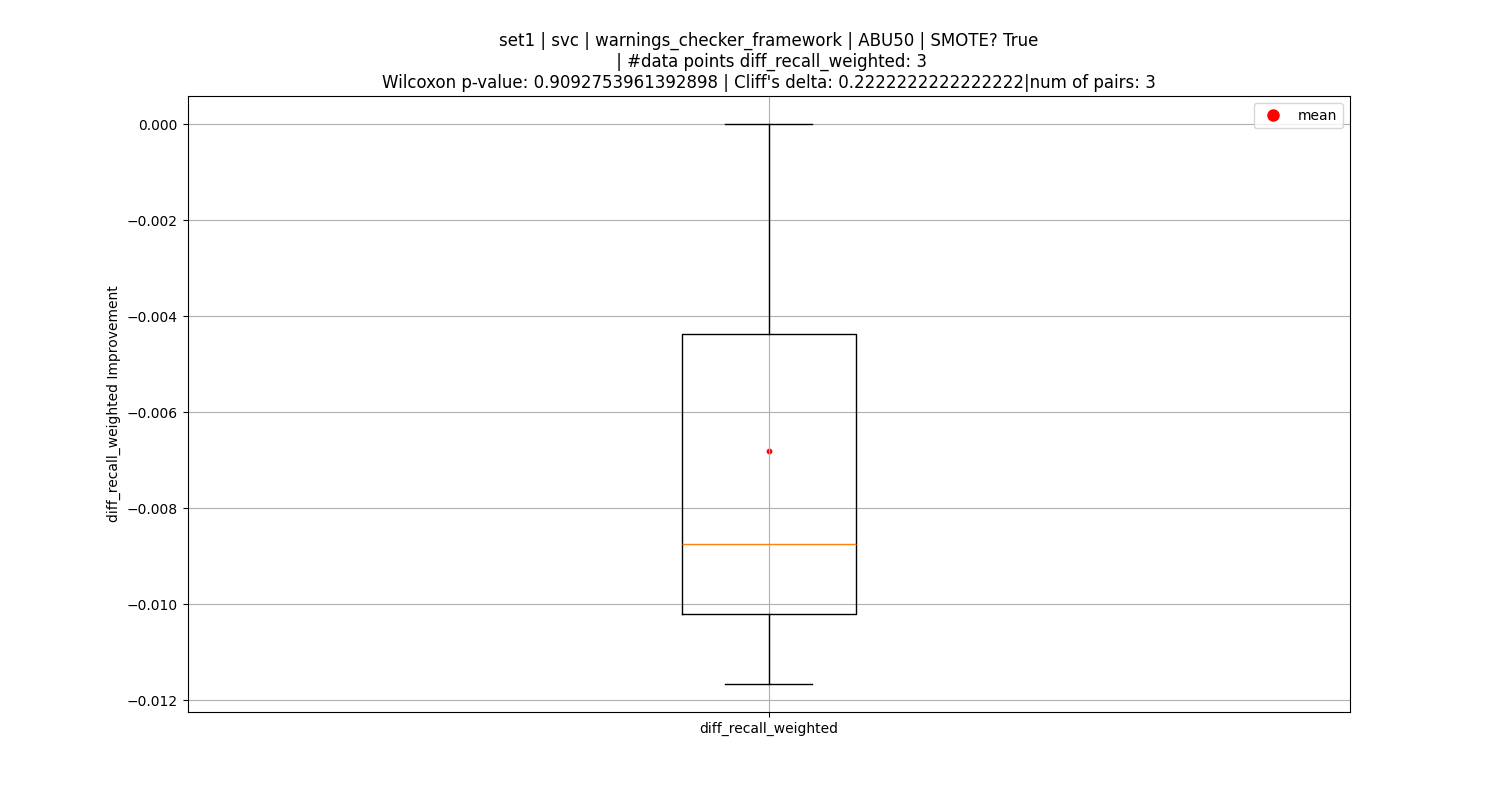 set1 | svc | warnings_checker_framework | ABU50 | SMOTE? True
| #data points diff_recall_weighted: 3
Wilcoxon p-value: 0.9092753961392898 | Cliff's delta: 0.2222222222222222|num of pairs: 3
mean
0.000
−0.002
−0.004
−0.006
−0.008
−0.010
−0.012
diff_recall_weighted Improvement
diff_recall_weighted